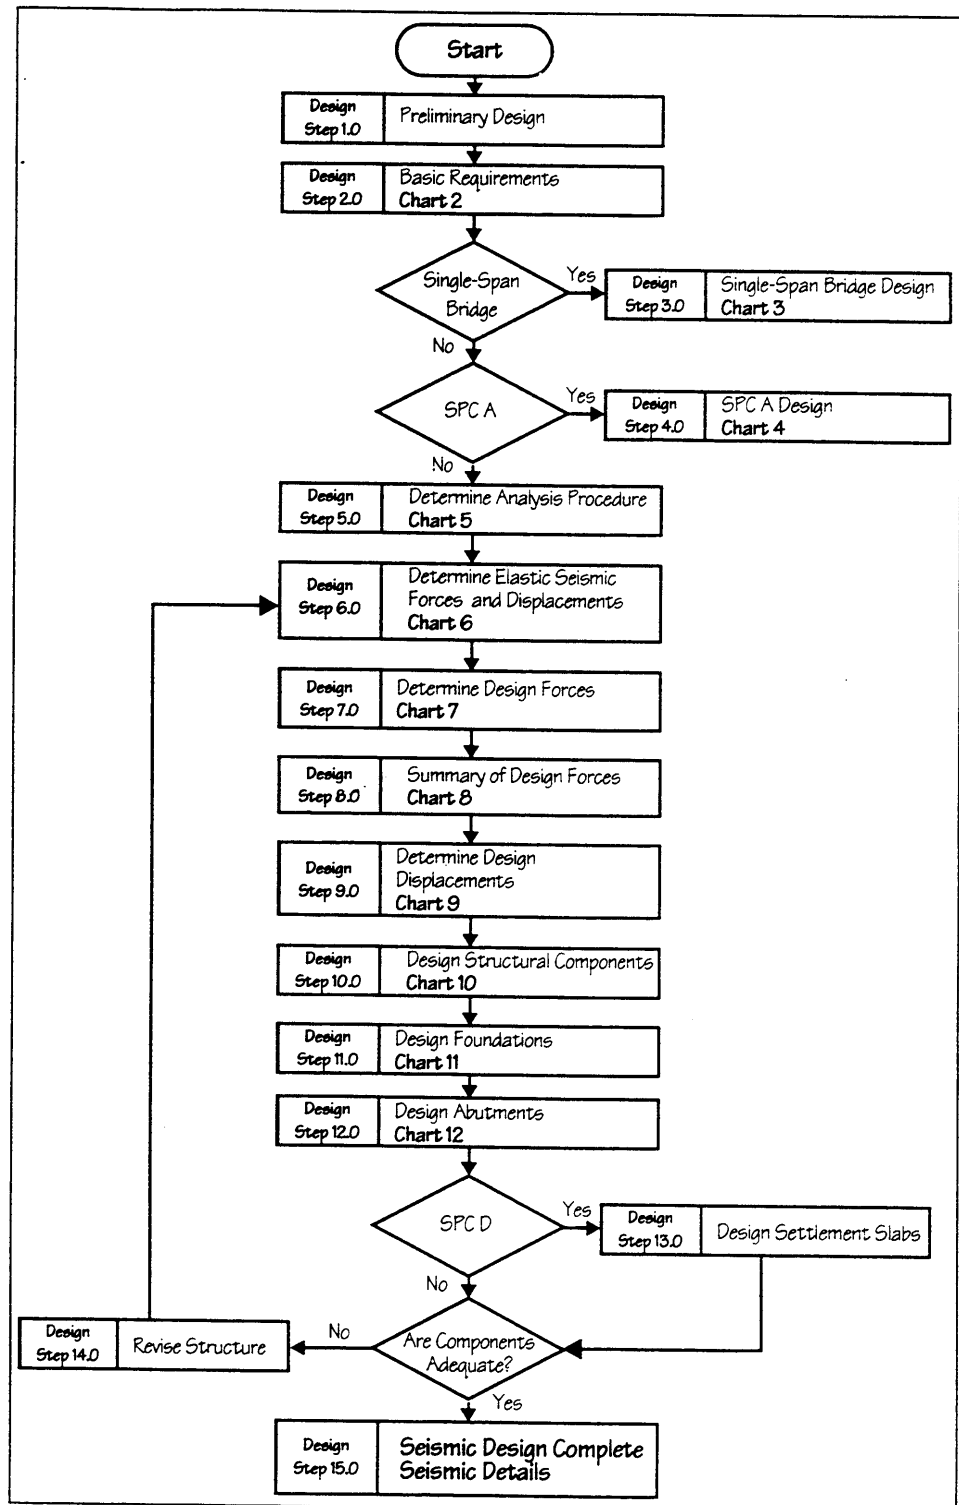 Start
Design
Step 1.0
Preliminary Design
Design
Step 2.0
Basic Requirements
Chart 2
Single-Span
Bridge
Yes
Design
Step 3.0
Single-Span Bridge Design
Chart 3
No
SPC A
Yes
Design
Step 4.0
SPC A Design
Chart 4
No
Design
Step 5.0
Determine Analysis Procedure
Chart 5
Design
Step 6.0
Determine Elastic Seismic
Forces and Displacements
Chart 6
Design
Step 7.0
Determine Design Forces
Chart 7
Design
Step 8.0
Summary of Design Forces
Chart 8
Design
Step 9.0
Determine Design
Displacements
Chart 9
Design
Step 10.0
Design Structural Components
Chart 10
Design
Step 11.0
Design Foundations
Chart 11
Design
Step 12.0
Design Abutments
Chart 12
SPC D
Yes
Design
Step 13.0
Design Settlement Slabs
No
Design
Step 14.0
Revise Structure
No
Are Components
Adequate?
Yes
Design
Step 15.0
Seismic Design Complete
Seismic Details